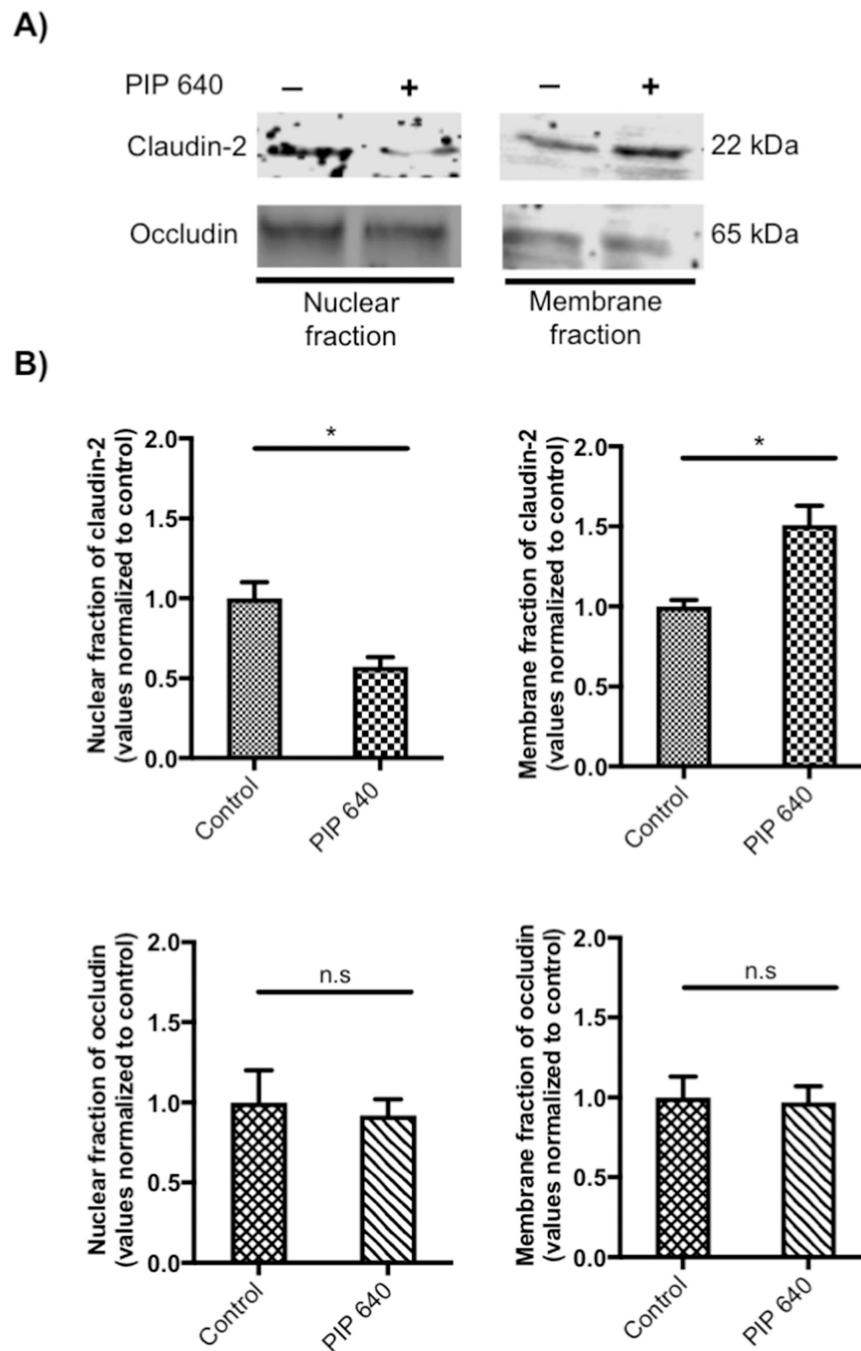 A)
PIP 640 – + – +
Claudin-2 22 kDa
Occludin 65 kDa
Nuclear fraction
Membrane fraction
B)
Nuclear fraction of claudin-2
(values normalized to control)
2.0
1.5
1.0
0.5
0.0
*
Control
PIP 640
Membrane fraction of claudin-2
(values normalized to control)
2.0
1.5
1.0
0.5
0.0
*
Control
PIP 640
Nuclear fraction of occludin
(values normalized to control)
2.0
1.5
1.0
0.5
0.0
n.s
Control
PIP 640
Membrane fraction of occludin
(values normalized to control)
2.0
1.5
1.0
0.5
0.0
n.s
Control
PIP 640